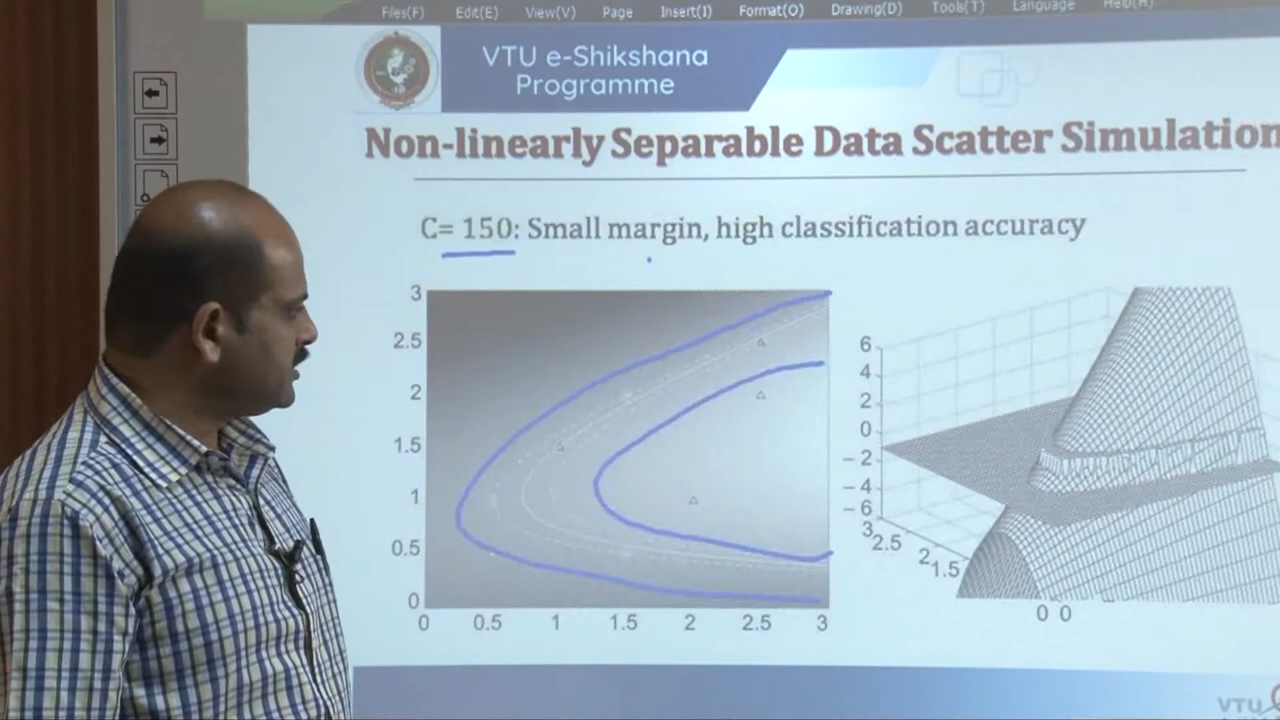 Files(F) Edit(E) View(V) Page Insert(I) Format(O) Drawing(D) Tools(T) Language Help(H)
VTU e-Shikshana
Programme
Non-linearly Separable Data Scatter Simulation
C= 150: Small margin, high classification accuracy
3
2.5
2
1.5
1
0.5
0
0 0.5 1 1.5 2 2.5 3
6
4
2
0
−2
−4
−6
3
2.5
2
1.5
0 0
VTU